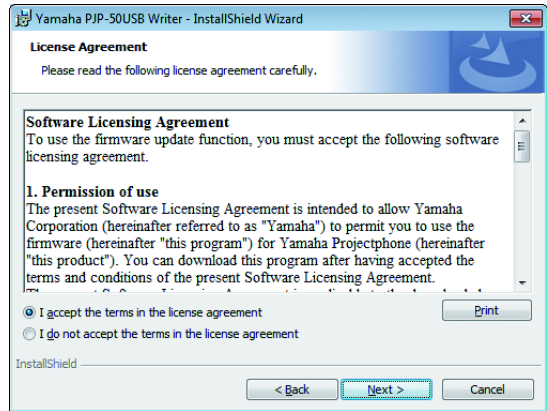 Yamaha PJP-50USB Writer - InstallShield Wizard
License Agreement
Please read the following license agreement carefully.
Software Licensing Agreement
To use the firmware update function, you must accept the following software
licensing agreement.
1. Permission of use
The present Software Licensing Agreement is intended to allow Yamaha
Corporation (hereinafter referred to as "Yamaha") to permit you to use the
firmware (hereinafter "this program") for Yamaha Projectphone (hereinafter
"this product"). You can download this program after having accepted the
terms and conditions of the present Software Licensing Agreement.
I accept the terms in the license agreement
Print
I do not accept the terms in the license agreement
InstallShield
< Back
Next >
Cancel